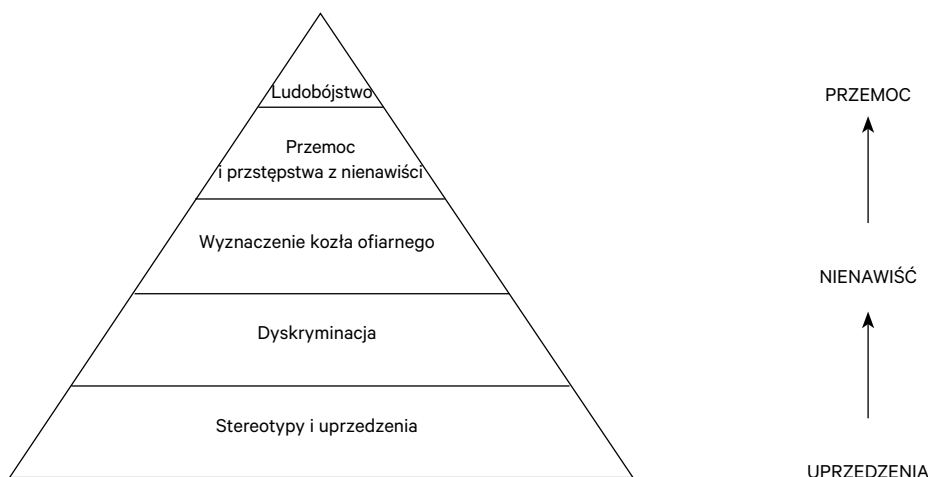 Ludobójstwo
Przemoc
i przstępstwa z nienawiści
Wyznaczenie kozła ofiarnego
Dyskryminacja
Stereotypy i uprzedzenia
PRZEMOC
NIENAWIŚĆ
UPRZEDZENIA